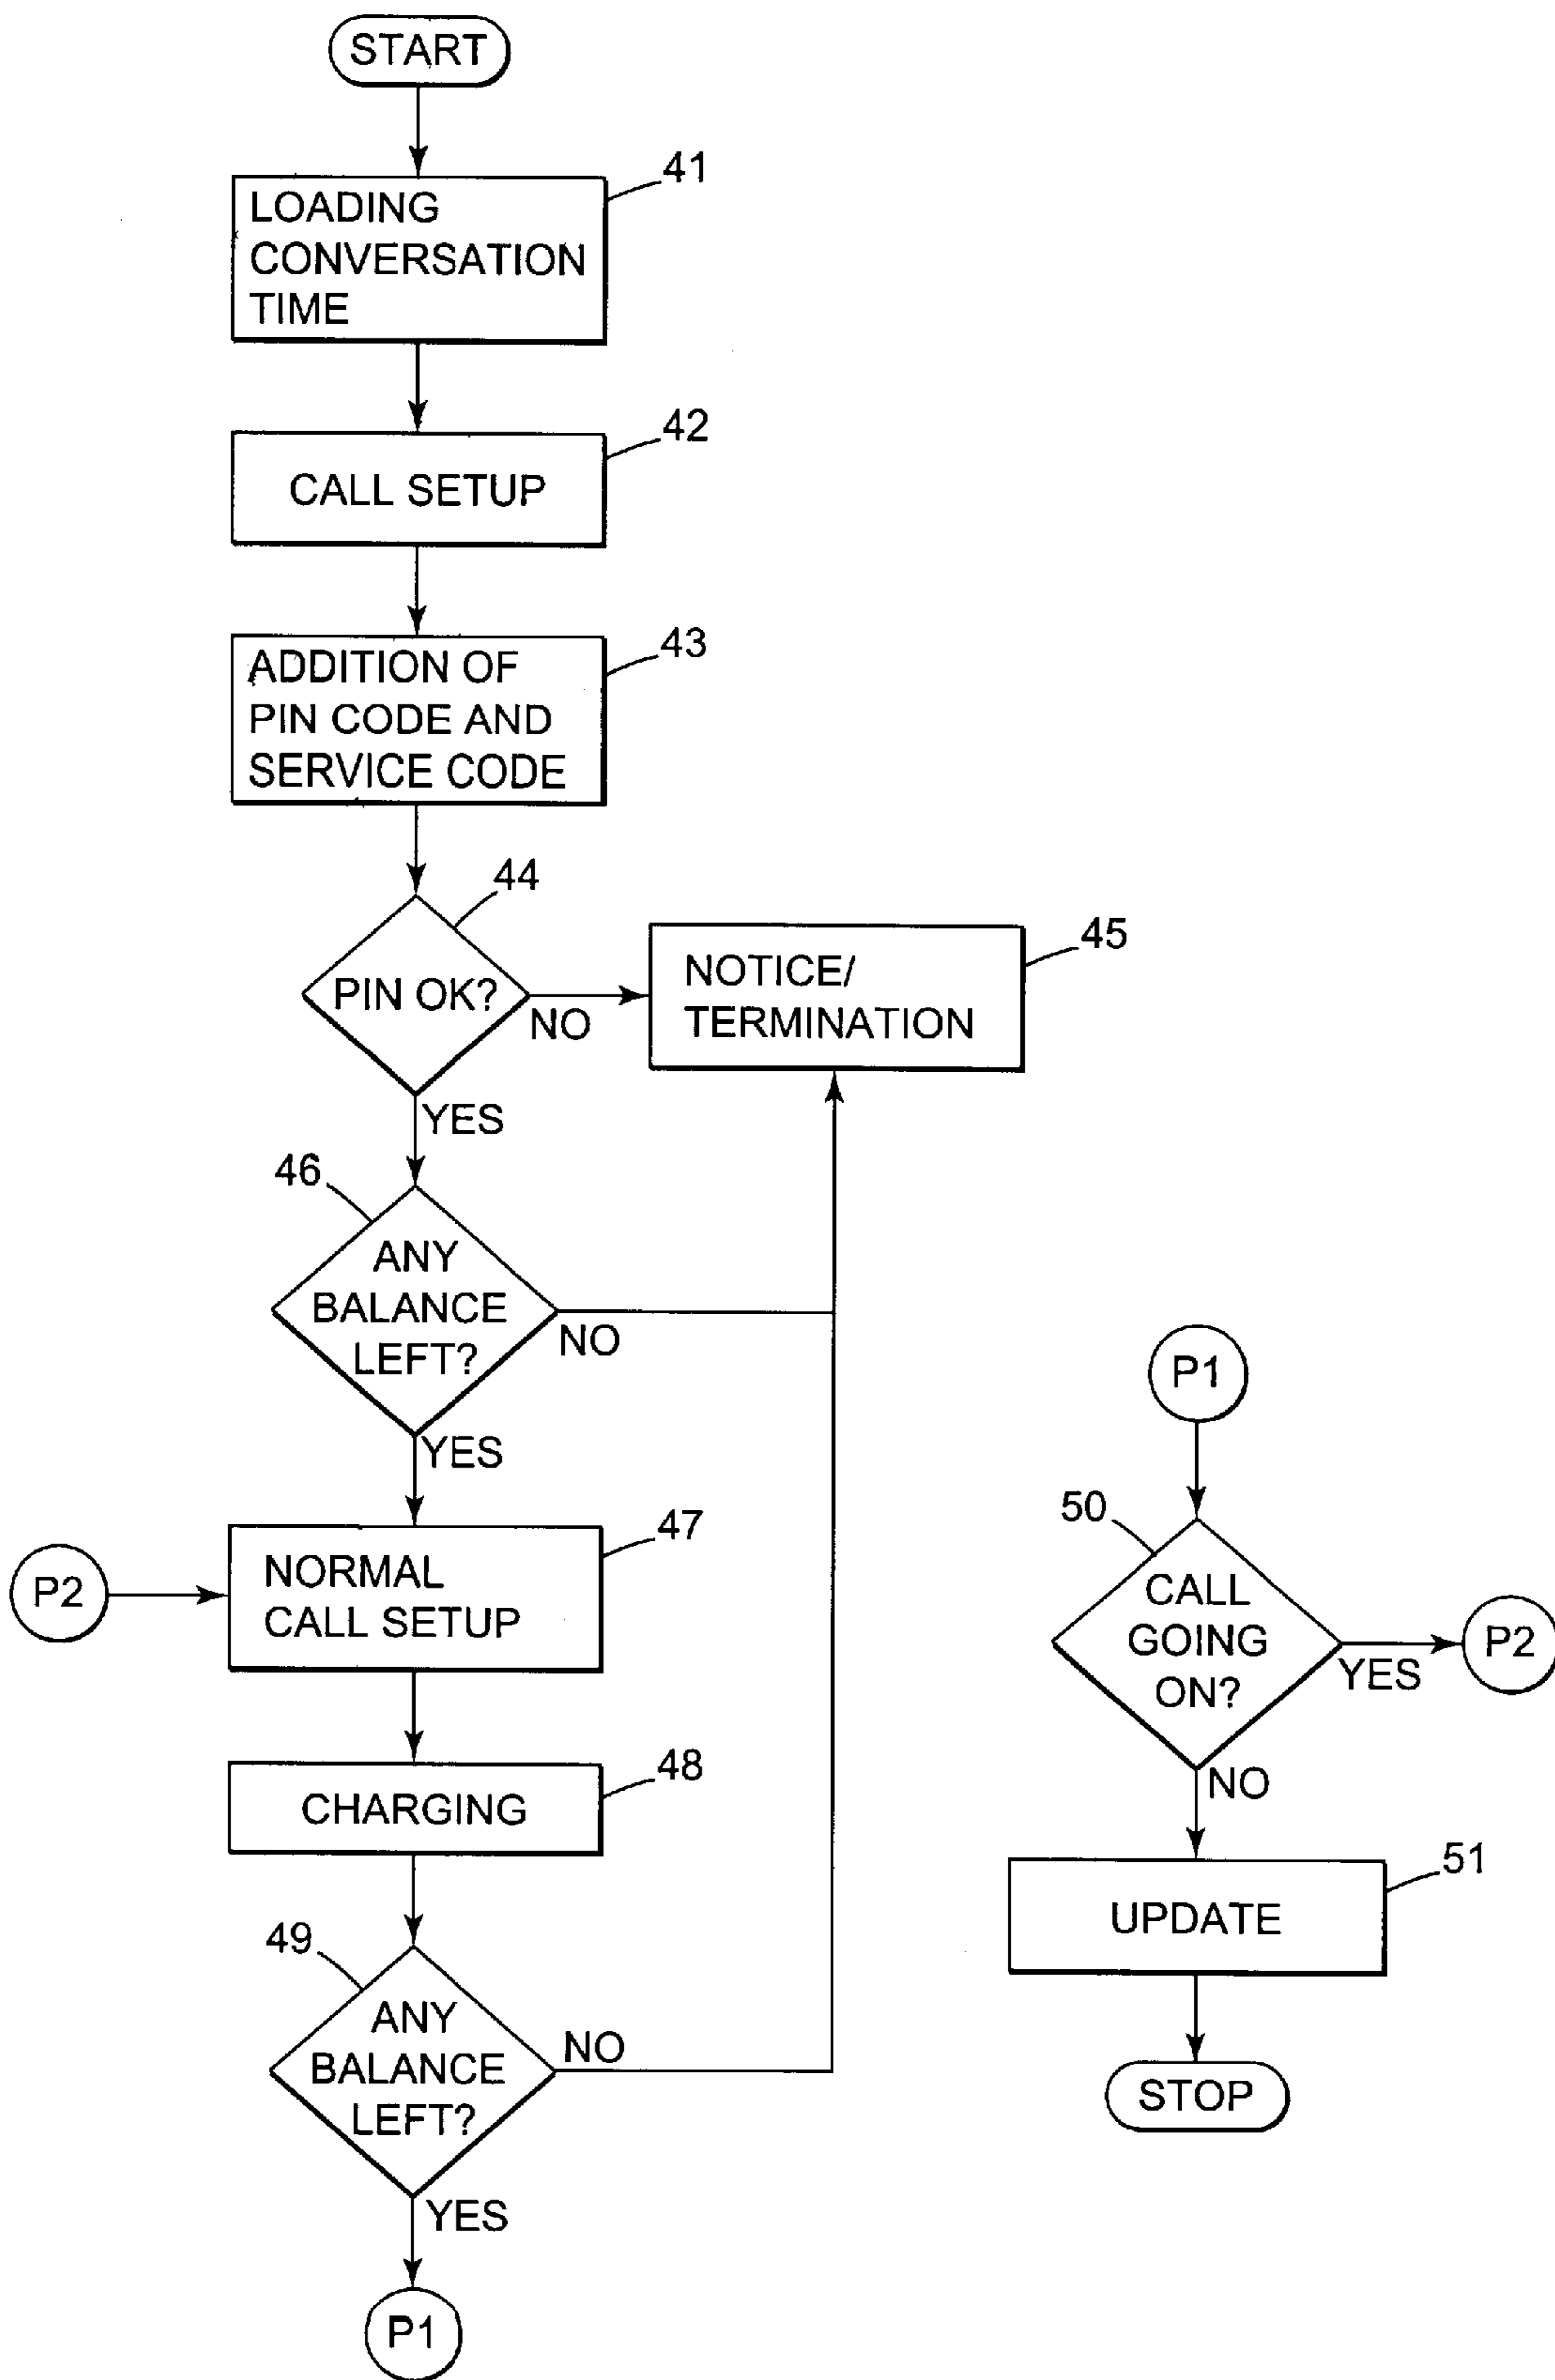 START
41
LOADING
CONVERSATION
TIME
42
CALL SETUP
43
ADDITION OF
PIN CODE AND
SERVICE CODE
44
PIN OK?
NO
YES
45
NOTICE/
TERMINATION
46
ANY
BALANCE
LEFT?
NO
YES
P2
47
NORMAL
CALL SETUP
48
CHARGING
49
ANY
BALANCE
LEFT?
NO
YES
P1
P1
50
CALL
GOING
ON?
YES
P2
NO
51
UPDATE
STOP